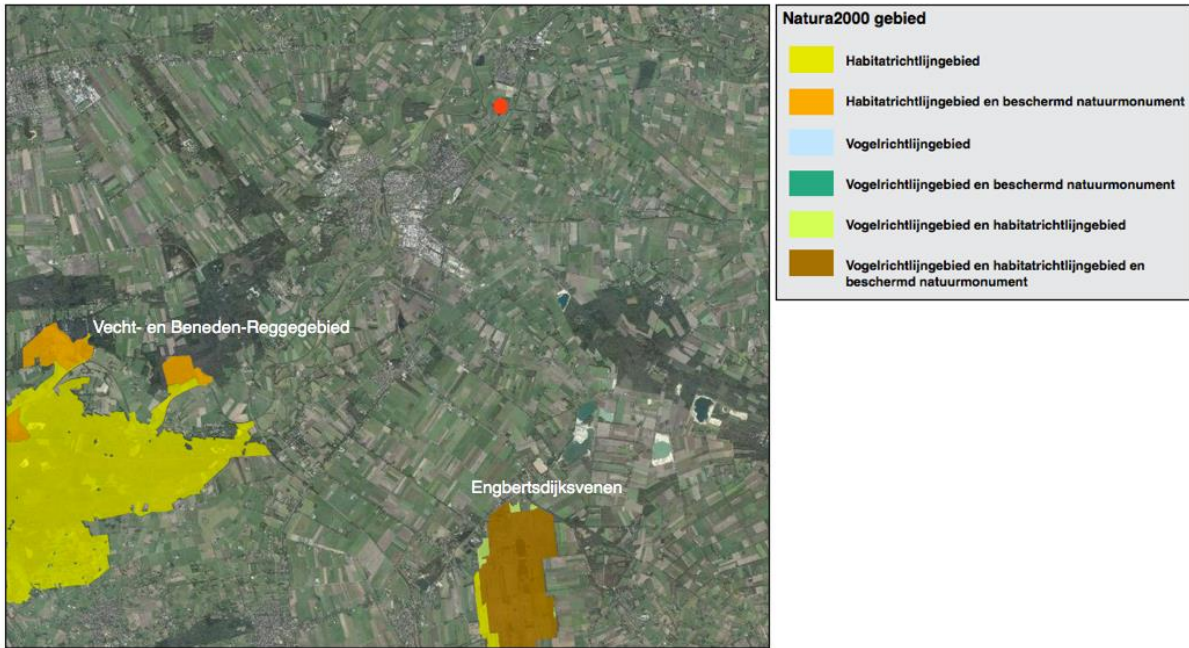 Vecht- en Beneden-Reggegebied
Engbertsdijksvenen
Natura2000 gebied
Habitatrichtlijngebied
Habitatrichtlijngebied en beschermd natuurmonument
Vogelrichtlijngebied
Vogelrichtlijngebied en beschermd natuurmonument
Vogelrichtlijngebied en habitatrichtlijngebied
Vogelrichtlijngebied en habitatrichtlijngebied en
beschermd natuurmonument